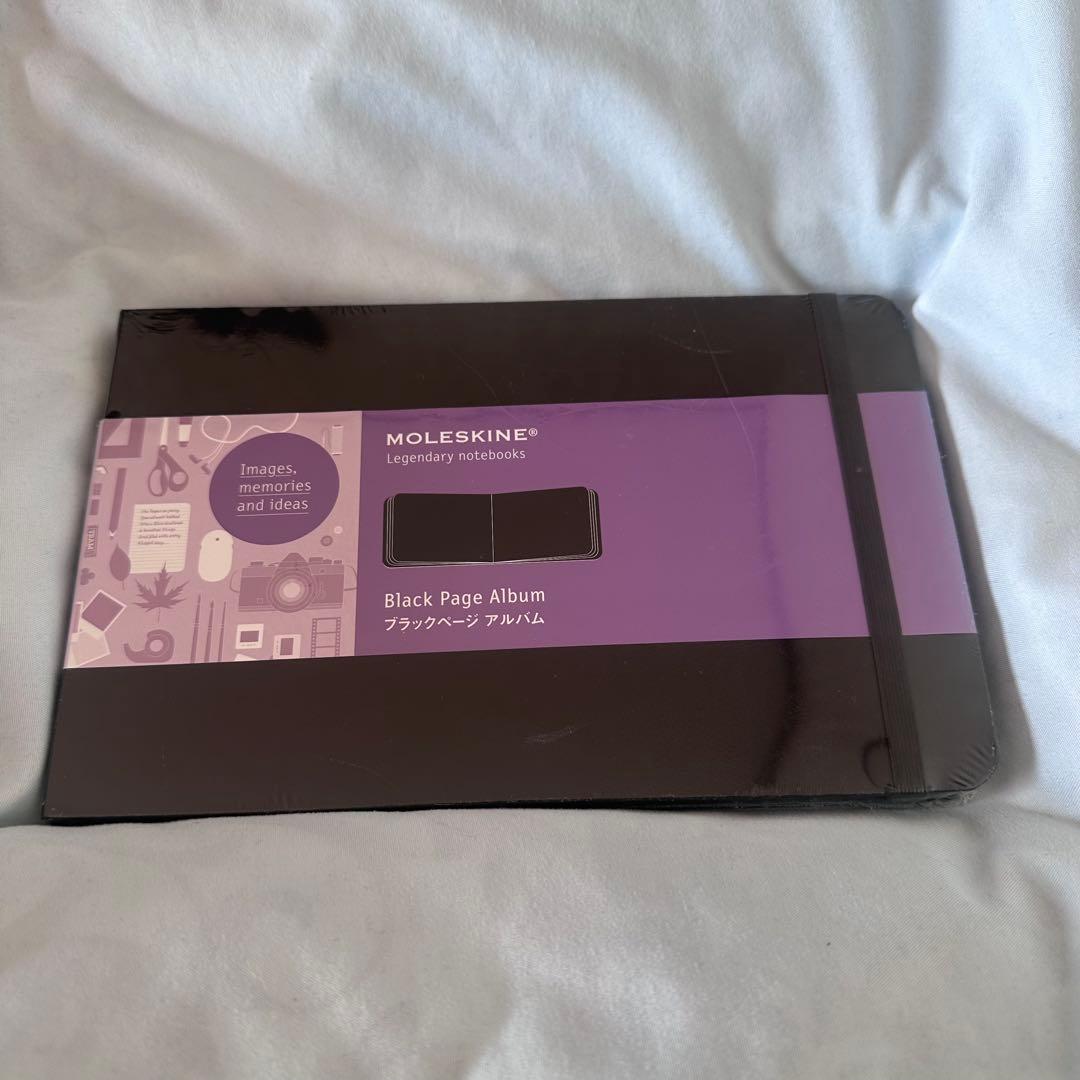 Images,
memories
and ideas
MOLESKINE®
Legendary notebooks
Black Page Album
ブラックページ アルバム